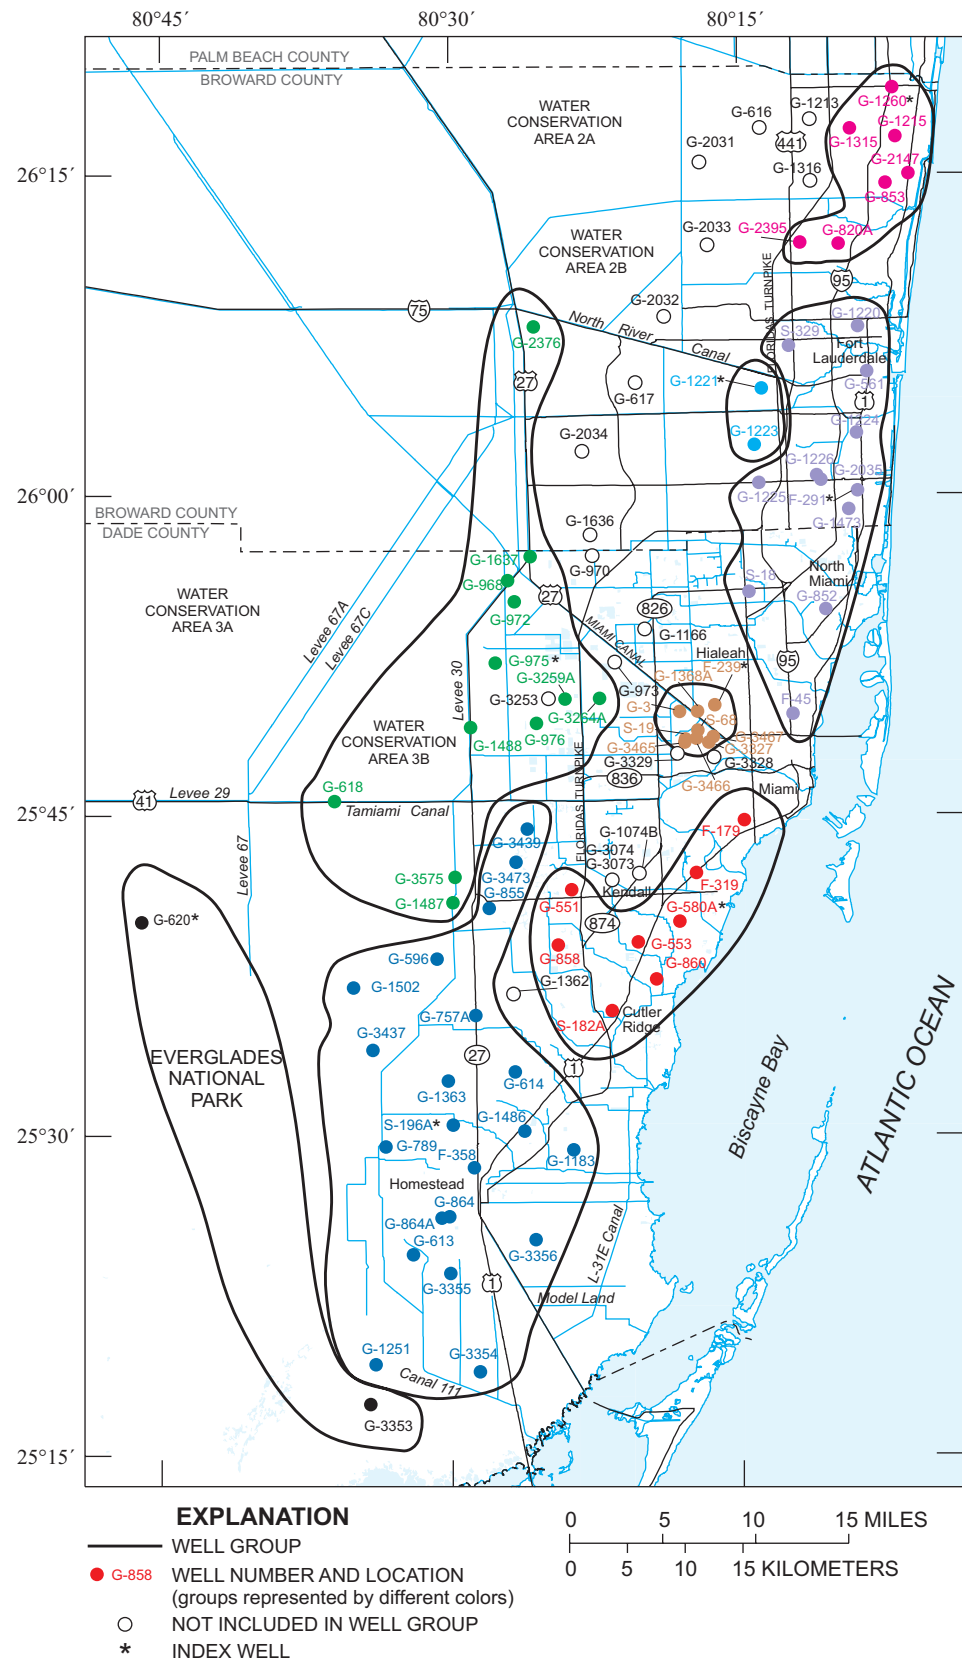 80°45´
80°30´
80°15´
PALM BEACH COUNTY
BROWARD COUNTY
WATER
CONSERVATION
AREA 2A
G-616
G-1213
G-1260*
G-1215
G-1315
441
G-2031
G-1316
G-2147
G-853
26°15´
G-2033
G-2395
G-820A
WATER
CONSERVATION
AREA 2B
FLORIDAS TURNPIKE
95
75
G-2032
North River Canal
G-1220
S-329
Fort
Lauderdale
G-2376
G-561
27
G-1221*
G-617
1
G-1223
G-1224
G-2034
G-1226
G-2035
G-1225
F-291*
G-1473
26°00´
BROWARD COUNTY
DADE COUNTY
G-1636
G-1637
G-970
G-968
S-18
North
Miami
G-852
27
826
G-972
WATER
CONSERVATION
AREA 3A
Levee 67A
Levee 67C
MIAMI CANAL
G-1166
Hialeah
95
G-975*
G-973
F-239*
G-1368A
G-3259A
G-3253
G-3
F-45
G-3264A
S-68
Levee 30
S-19
G-976
G-3467
G-1488
G-3465
G-3327
G-3329
G-3328
WATER
CONSERVATION
AREA 3B
FLORIDAS TURNPIKE
836
G-3466
G-618
Miami
41
Levee 29
Tamiami Canal
25°45´
G-3439
G-1074B
G-3074
G-3073
F-179
Levee 67
G-3575
G-3473
G-855
Kendall
F-319
G-1487
G-551
G-580A*
874
G-620*
G-553
G-596
G-858
G-860
G-1502
G-1362
G-757A
S-182A
Cutler
Ridge
G-3437
EVERGLADES
NATIONAL
PARK
27
1
G-614
G-1363
Biscayne Bay
ATLANTIC OCEAN
S-196A*
G-1486
25°30´
G-789
F-358
G-1183
Homestead
G-864
G-864A
G-613
G-3356
L-31E Canal
G-3355
1
Model Land
G-1251
G-3354
Canal 111
G-3353
25°15´
EXPLANATION
WELL GROUP
G-858 WELL NUMBER AND LOCATION
(groups represented by different colors)
NOT INCLUDED IN WELL GROUP
* INDEX WELL
0 5 10 15 MILES
0 5 10 15 KILOMETERS